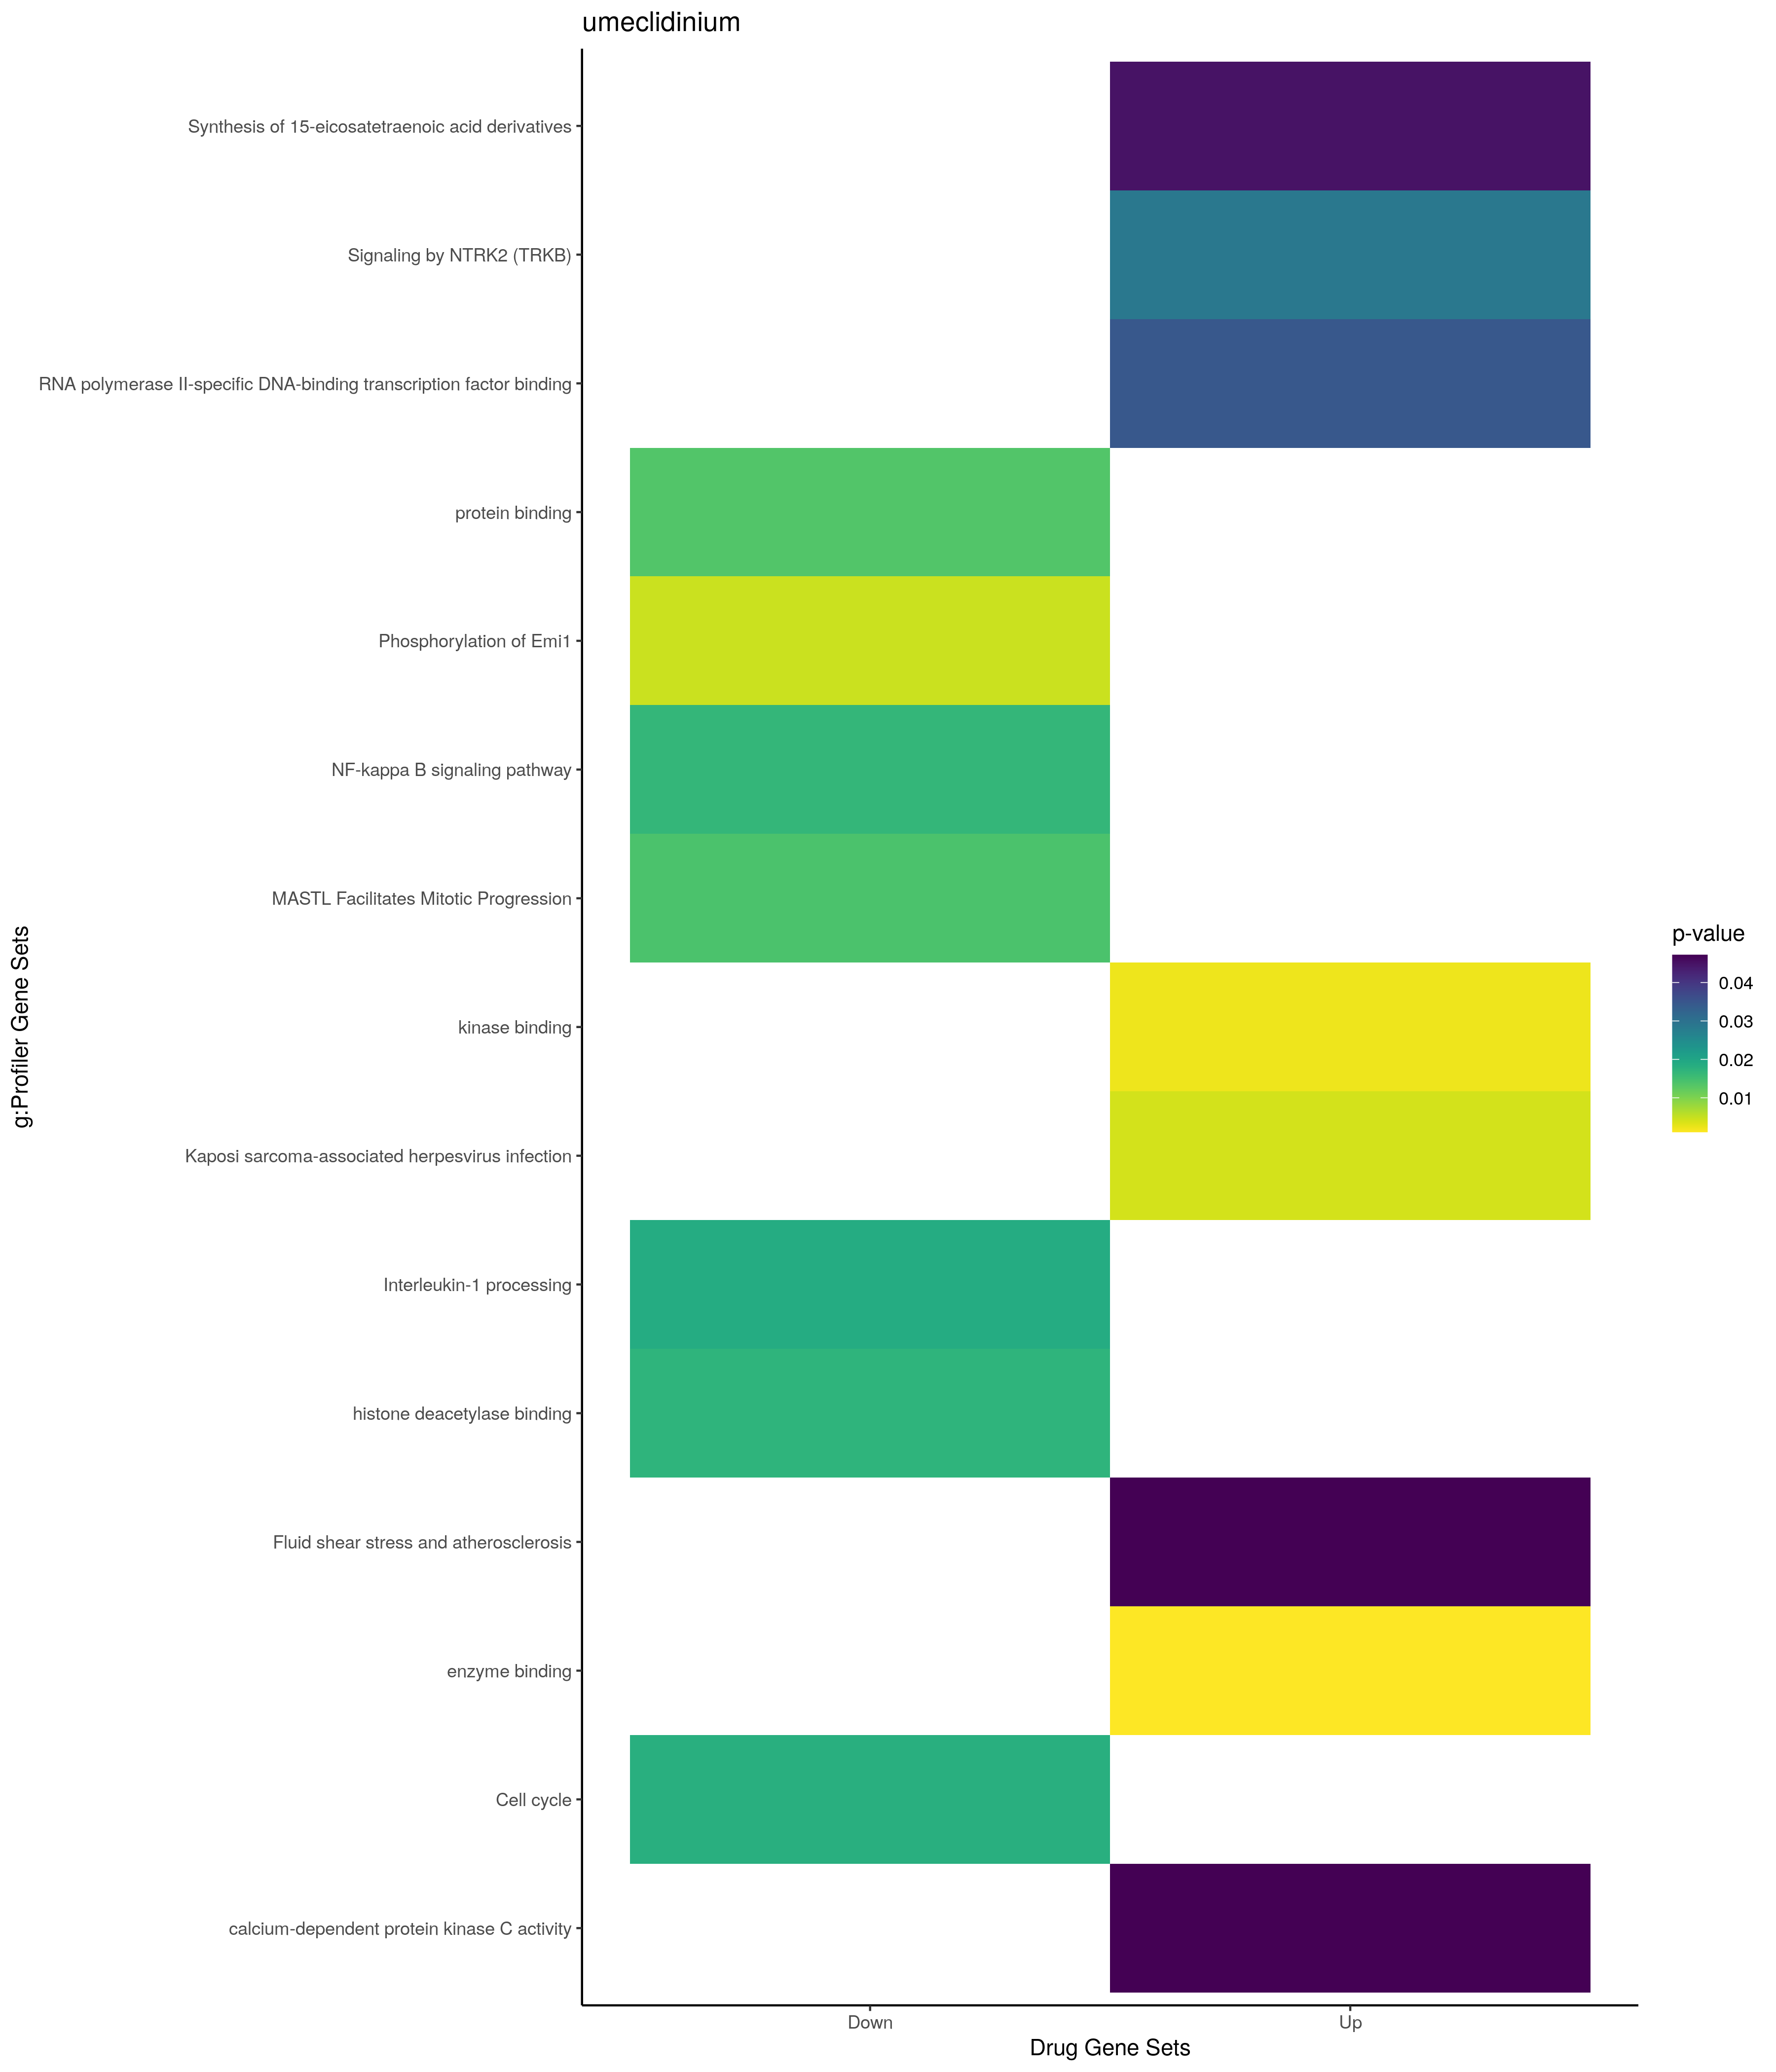 umeclidinium
Synthesis of 15-eicosatetraenoic acid derivatives
Signaling by NTRK2 (TRKB)
RNA polymerase II-specific DNA-binding transcription factor binding
protein binding
Phosphorylation of Emi1
NF-kappa B signaling pathway
MASTL Facilitates Mitotic Progression
kinase binding
Kaposi sarcoma-associated herpesvirus infection
Interleukin-1 processing
histone deacetylase binding
Fluid shear stress and atherosclerosis
enzyme binding
Cell cycle
calcium-dependent protein kinase C activity
g:Profiler Gene Sets
Down
Up
Drug Gene Sets
p-value
0.04
0.03
0.02
0.01